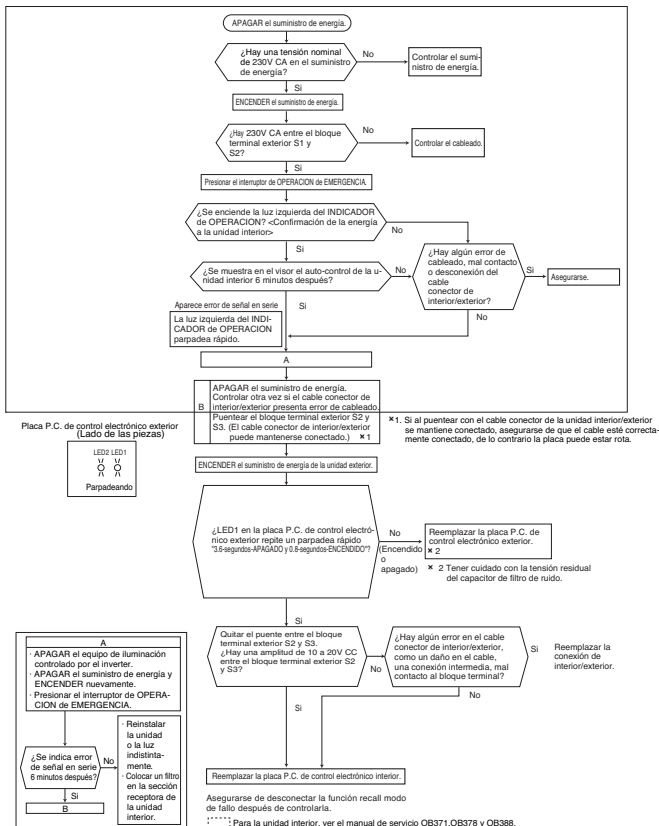 APAGAR el suministro de energía.
¿Hay una tensión nominal
de 230V CA en el suministro
de energía?
No
Controlar el sumi-
nistro de energía.
Si
ENCENDER el suministro de energía.
¿Hay 230V CA entre el bloque
terminal exterior S1 y
S2?
No
Controlar el cableado.
Si
Presionar el interruptor de OPERACION de EMERGENCIA.
¿Se enciende la luz izquierda del INDICADOR
de OPERACION? <Confirmación de la energía
a la unidad interior>
No
Si
¿Hay algún error de
cableado, mal contacto
o desconexión del
cable
conector de
interior/exterior?
Si
Asegurarse.
No
¿Se muestra en el visor el auto-control de la u-
nidad interior 6 minutos después?
No
Si
Aparece error de señal en serie
La luz izquierda del INDI-
CADOR de OPERACION
parpadea rápido.
A
B
APAGAR el suministro de energía.
Controlar otra vez si el cable conector de
interior/exterior presenta error de cableado.
Puentear el bloque terminal exterior S2 y
S3. (El cable conector de interior/exterior
puede mantenerse conectado.) ×1
×1. Si al puentear con el cable conector de la unidad interior/exterior
se mantiene conectado, asegurarse de que el cable esté correcta-
mente conectado, de lo contrario la placa puede estar rota.
Placa P.C. de control electrónico exterior
(Lado de las piezas)
LED2 LED1
Parpadeando
ENCENDER el suministro de energía de la unidad exterior.
¿LED1 en la placa P.C. de control electró-
nico exterior repite un parpadea rápido
"3.6-segundos-APAGADO y 0.8-segundos-ENCENDIDO"?
No
(Encendido
o
apagado)
Reemplazar la placa P.C. de
control electrónico exterior.
× 2
× 2 Tener cuidado con la tensión residual
del capacitor de filtro de ruido.
Si
Quitar el puente entre el bloque
terminal exterior S2 y S3.
¿Hay una amplitud de 10 a 20V CC
entre el bloque terminal exterior S2
y S3?
No
¿Hay algún error en el cable
conector de interior/exterior,
como un daño en el cable,
una conexión intermedia, mal
contacto al bloque terminal?
Si
Reemplazar la
conexión de
interior/exterior.
No
Si
Reemplazar la placa P.C. de control electrónico interior.
Asegurarse de desconectar la función recall modo
de fallo después de controlarla.
: Para la unidad interior, ver el manual de servicio OB371,OB378 y OB388.
A
· APAGAR el equipo de iluminación
controlado por el inverter.
· APAGAR el suministro de energía y
ENCENDER nuevamente.
· Presionar el interruptor de OPERA-
CION de EMERGENCIA.
¿Se indica error
de señal en serie
6 minutos después?
No
· Reinstalar
la unidad
o la luz
indistinta-
mente.
· Colocar un filtro
en la sección
receptora de
la unidad
interior.
Si
B